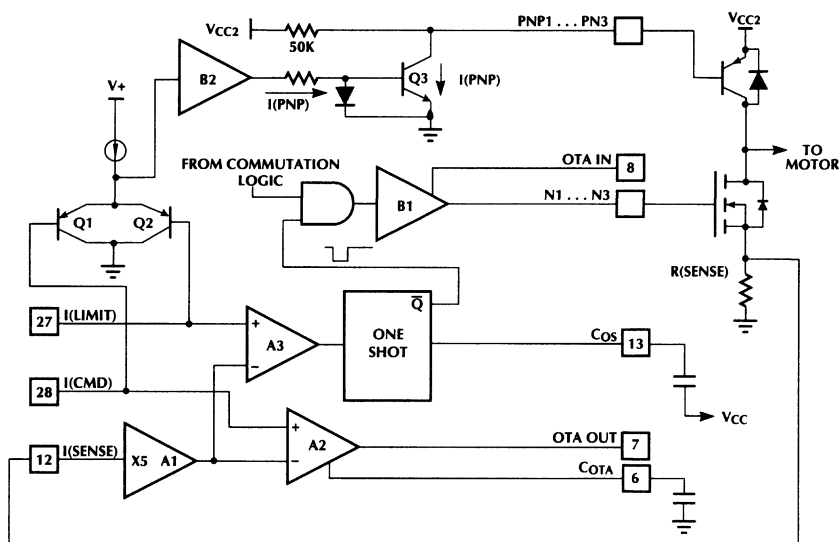 VCC2
50K
PNP1 . . . PN3
VCC2
V+
B2
Q3
I(PNP)
I(PNP)
TO
MOTOR
FROM COMMUTATION
LOGIC
OTA IN
8
B1
N1 . . . N3
Q1
Q2
R(SENSE)
27
I(LIMIT)
+
A3
−
ONE
SHOT
Q̅
COS
13
28
I(CMD)
VCC
+
A2
−
OTA OUT
7
12
I(SENSE)
X5
A1
COTA
6